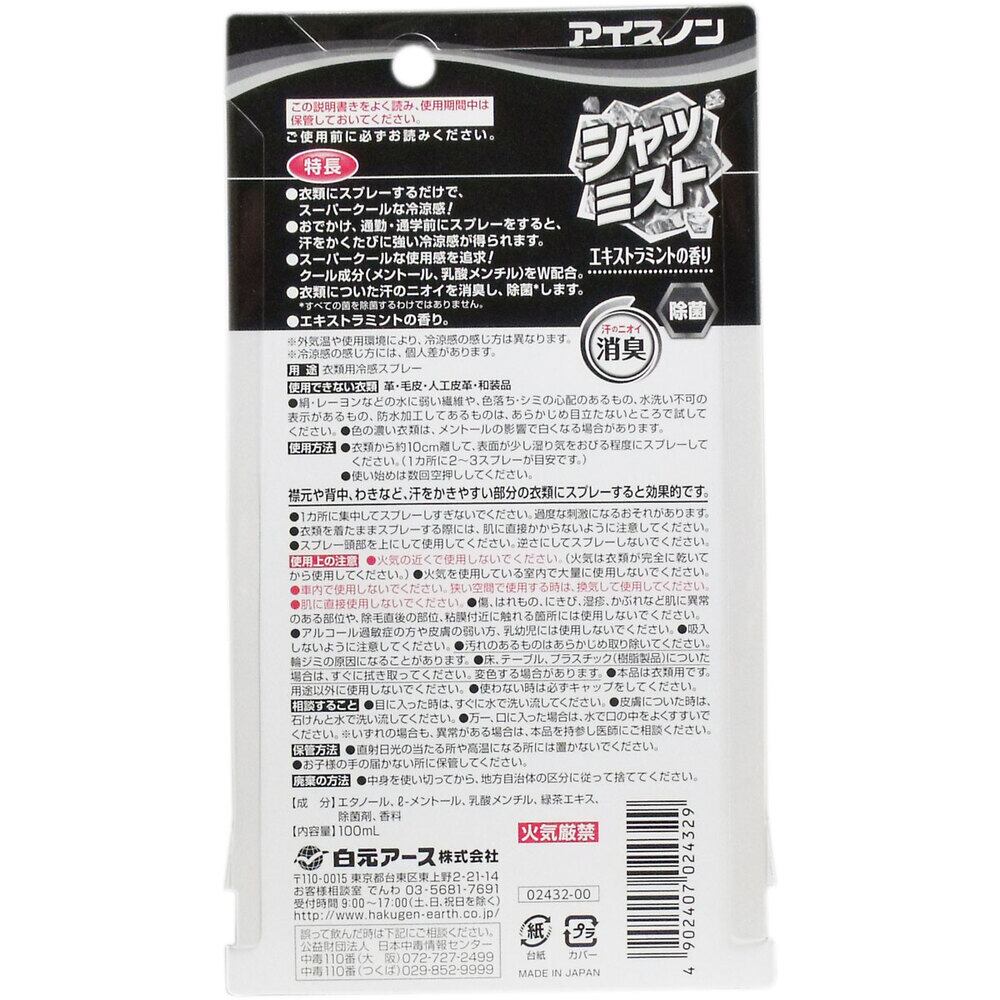 アイスノン
この説明書きをよく読み、使用期間中は
保管しておいてください。
ご使用前に必ずお読みください。
特長
●衣類にスプレーするだけで、
スーパークールな冷涼感!
●おでかけ、通勤・通学前にスプレーをすると、
汗をかくたびに強い冷涼感が得られます。
●スーパークールな使用感を追求!
クール成分(メントール、乳酸メンチル)をW配合。
●衣類についた汗のニオイを消臭し、除菌*します。
*すべての菌を除菌するわけではありません。
●エキストラミントの香り。
シャツ
ミスト
エキストラミントの香り
除菌
汗のニオイ
消臭
※外気温や使用環境により、冷涼感の感じ方は異なります。
※冷涼感の感じ方には、個人差があります。
用 途 衣類用冷感スプレー
使用できない衣類 革・毛皮・人工皮革・和装品
●絹・レーヨンなどの水に弱い繊維や、色落ち・シミの心配のあるもの、水洗い不可の
表示があるもの、防水加工してあるものは、あらかじめ目立たないところで試して
ください。●色の濃い衣類は、メントールの影響で白くなる場合があります。
使用方法 ●衣類から約10cm離して、表面が少し湿り気をおびる程度にスプレーして
ください。(1カ所に2〜3スプレーが目安です。)
●使い始めは数回空押ししてください。
襟元や背中、わきなど、汗をかきやすい部分の衣類にスプレーすると効果的です。
●1カ所に集中してスプレーしすぎないでください。過度な刺激になるおそれがあります。
●衣類を着たままスプレーする際には、肌に直接かからないように注意してください。
●スプレー頭部を上にして使用してください。逆さにしてスプレーしないでください。
使用上の注意 ●火気の近くで使用しないでください。(火気は衣類が完全に乾いて
から使用してください。)●火気を使用している室内で大量に使用しないでください。
●車内で使用しないでください。狭い空間で使用する時は、換気して使用してください。
●肌に直接使用しないでください。●傷、はれもの、にきび、湿疹、かぶれなど肌に異常
のある部位や、除毛直後の部位、粘膜付近に触れる箇所には使用しないでください。
●アルコール過敏症の方や皮膚の弱い方、乳幼児には使用しないでください。●吸入
しないように注意してください。●汚れのあるものはあらかじめ取り除いてください。
輪ジミの原因になることがあります。●床、テーブル、プラスチック(樹脂製品)についた
場合は、すぐに拭き取ってください。変色する場合があります。●本品は衣類用です。
用途以外に使用しないでください。●使わない時は必ずキャップをしてください。
相談すること ●目に入った時は、すぐに水で洗い流してください。●皮膚についた時は、
石けんと水で洗い流してください。●万一、口に入った場合は、水で口の中をよくすすいで
ください。※いずれの場合も、異常がある場合は、本品を持参し医師にご相談ください。
保管方法 ●直射日光の当たる所や高温になる所には置かないでください。
●お子様の手の届かない所に保管してください。
廃棄の方法 ●中身を使い切ってから、地方自治体の区分に従って捨ててください。
【成 分】エタノール、ℓ-メントール、乳酸メンチル、緑茶エキス、
除菌剤、香料
【内容量】100mL
火気厳禁
白元アース株式会社
〒110-0015 東京都台東区東上野2-21-14
お客様相談室 でんわ 03-5681-7691
受付時間 9:00〜17:00(土、日、祝日を除く)
http://www.hakugen-earth.co.jp/
誤って飲んだ時は下記にご相談ください。
公益財団法人 日本中毒情報センター
中毒110番(大 阪) 072-727-2499
中毒110番(つくば) 029-852-9999
02432-00
紙
台紙
プラ
カバー
MADE IN JAPAN
4 902407 024329